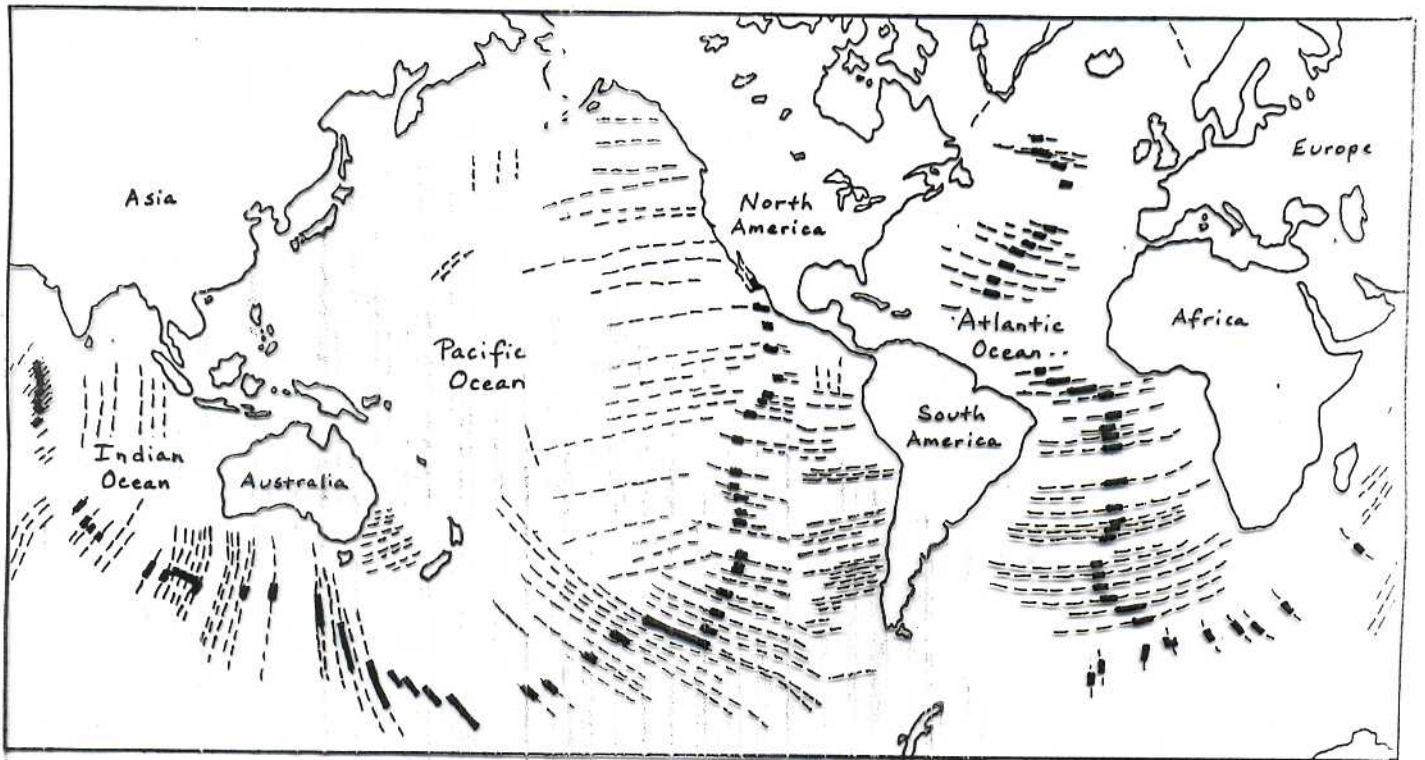 Asia
North
America
Europe
Pacific
Ocean
Atlantic
Ocean
Africa
South
America
Indian
Ocean
Australia